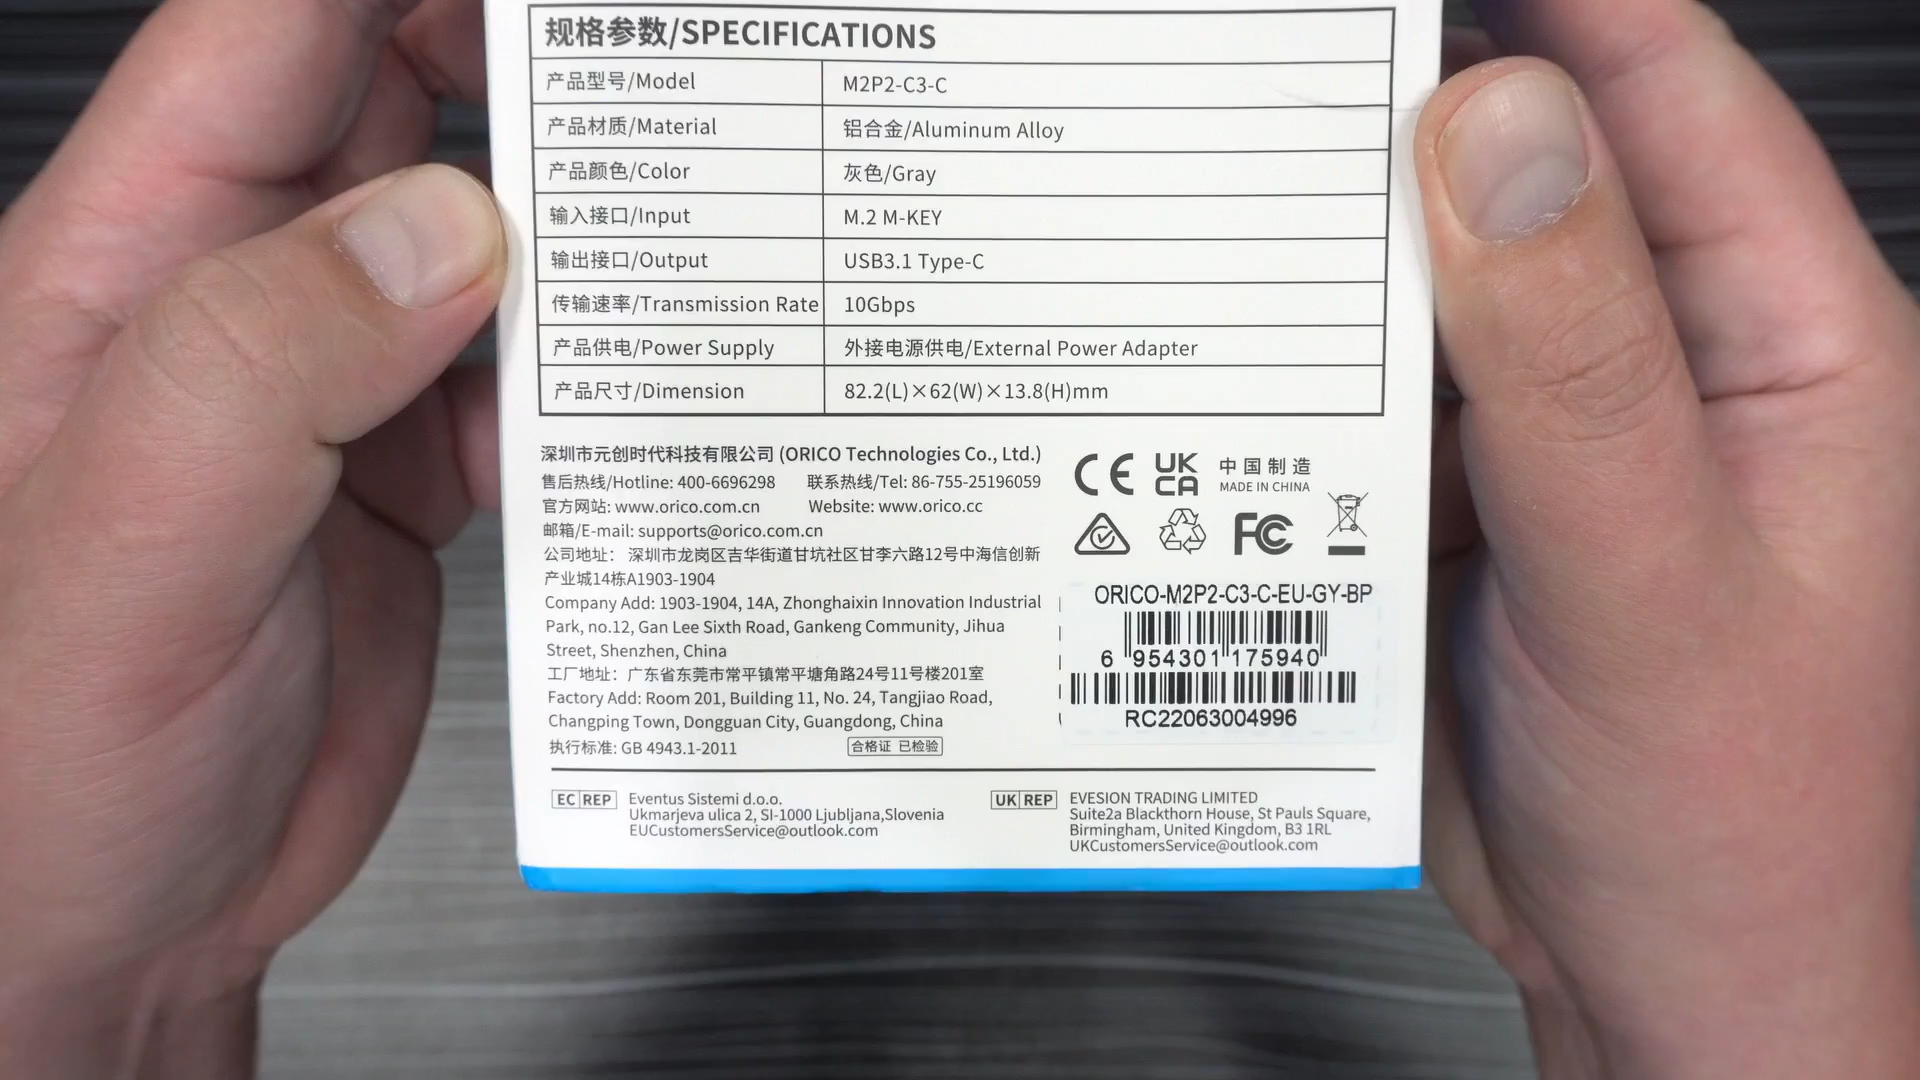 规格参数/SPECIFICATIONS
产品型号/Model M2P2-C3-C
产品材质/Material 铝合金/Aluminum Alloy
产品颜色/Color 灰色/Gray
输入接口/Input M.2 M-KEY
输出接口/Output USB3.1 Type-C
传输速率/Transmission Rate 10Gbps
产品供电/Power Supply 外接电源供电/External Power Adapter
产品尺寸/Dimension 82.2(L)×62(W)×13.8(H)mm
深圳市元创时代科技有限公司 (ORICO Technologies Co., Ltd.)
售后热线/Hotline: 400-6696298 联系热线/Tel: 86-755-25196059
官方网站: www.orico.com.cn Website: www.orico.cc
邮箱/E-mail: supports@orico.com.cn
公司地址： 深圳市龙岗区吉华街道甘坑社区甘李六路12号中海信创新
产业城14栋A1903-1904
Company Add: 1903-1904, 14A, Zhonghaixin Innovation Industrial
Park, no.12, Gan Lee Sixth Road, Gankeng Community, Jihua
Street, Shenzhen, China
工厂地址：广东省东莞市常平镇常平塘角路24号11号楼201室
Factory Add: Room 201, Building 11, No. 24, Tangjiao Road,
Changping Town, Dongguan City, Guangdong, China
执行标准: GB 4943.1-2011 合格证 已检验
CE UK CA 中国制造
MADE IN CHINA
FC
ORICO-M2P2-C3-C-EU-GY-BP
6 954301 175940
RC22063004996
EC REP Eventus Sistemi d.o.o.
Ukmarjeva ulica 2, SI-1000 Ljubljana,Slovenia
EUCustomersService@outlook.com
UK REP EVESION TRADING LIMITED
Suite2a Blackthorn House, St Pauls Square,
Birmingham, United Kingdom, B3 1RL
UKCustomersService@outlook.com